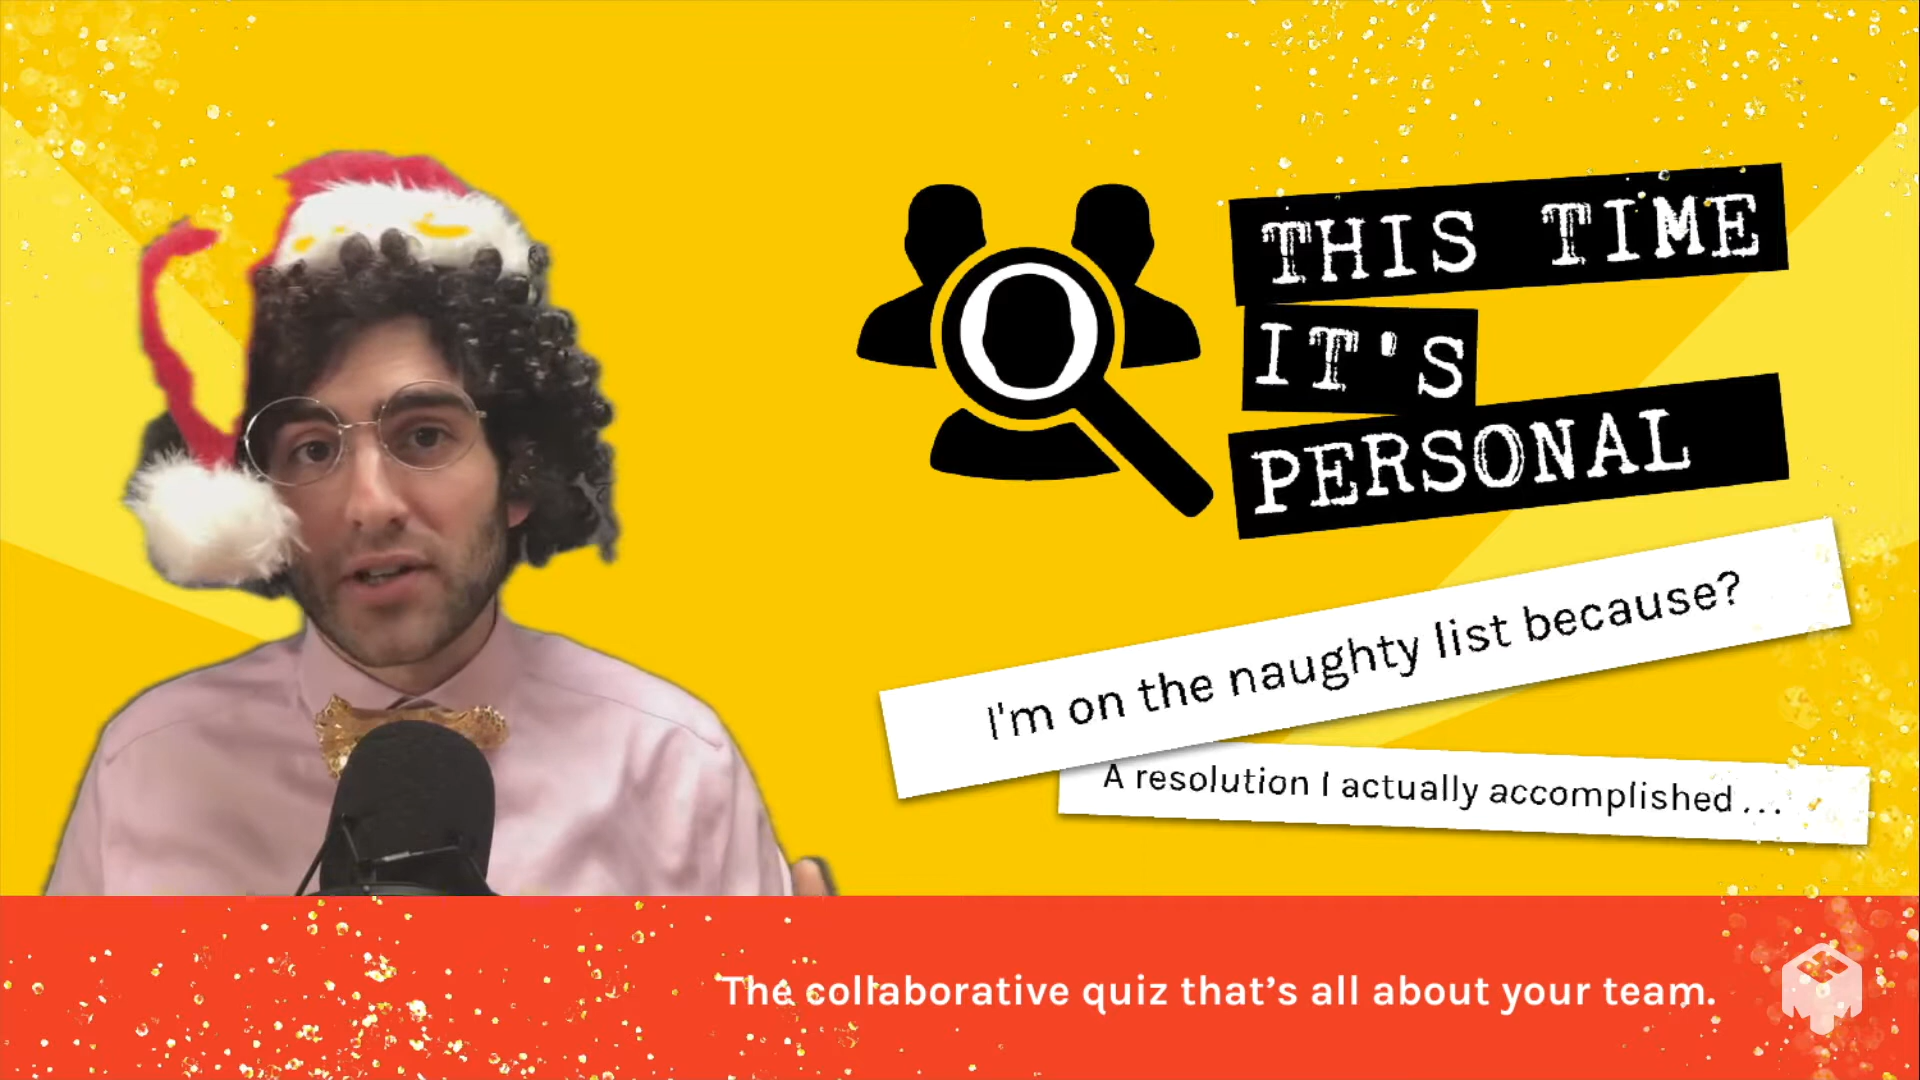 THIS TIME
IT'S
PERSONAL
I'm on the naughty list because?
A resolution I actually accomplished...
The collaborative quiz that's all about your team.